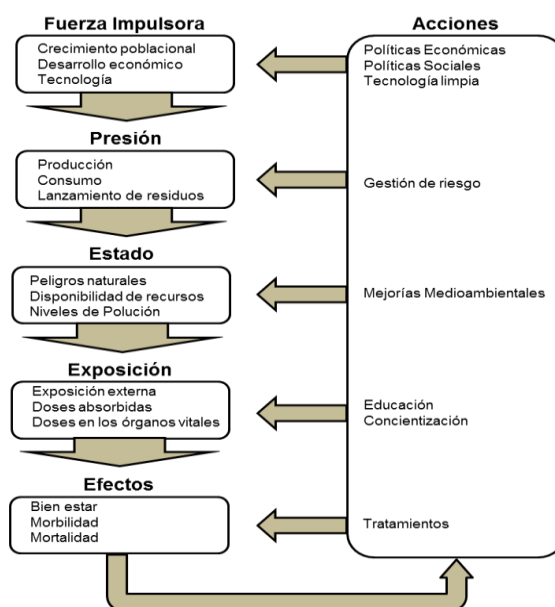 Fuerza Impulsora
Crecimiento poblacional
Desarrollo económico
Tecnología
Presión
Producción
Consumo
Lanzamiento de residuos
Estado
Peligros naturales
Disponibilidad de recursos
Niveles de Polución
Exposición
Exposición externa
Doses absorbidas
Doses en los órganos vitales
Efectos
Bien estar
Morbilidad
Mortalidad
Acciones
Políticas Económicas
Políticas Sociales
Tecnología limpia
Gestión de riesgo
Mejorías Medioambientales
Educación
Concientización
Tratamientos